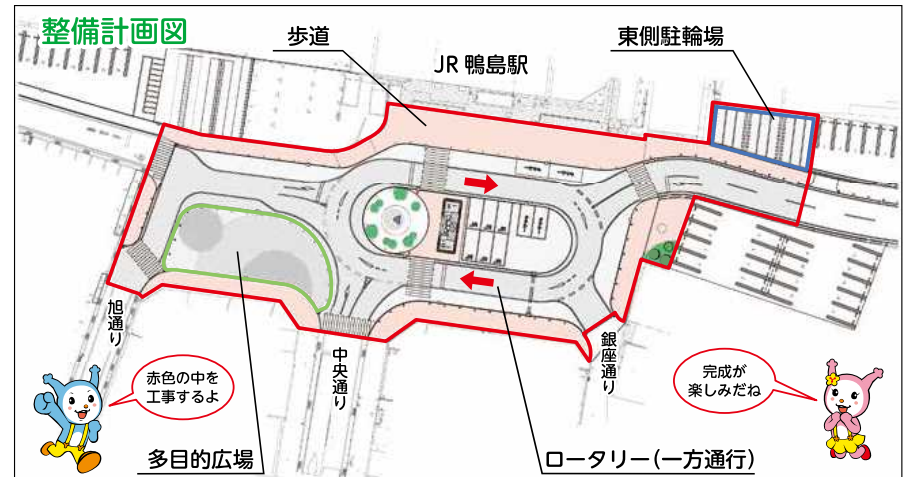 整備計画図
歩道
JR 鴨島駅
東側駐輪場
旭通り
中央通り
銀座通り
赤色の中を
工事するよ
完成が
楽しみだね
多目的広場
ロータリー(一方通行)